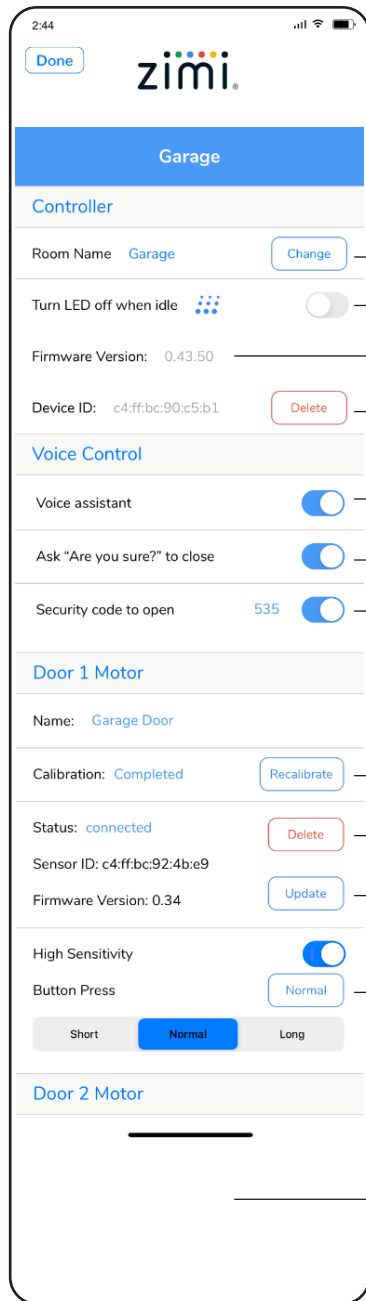 2:44
Done
zimi®
Garage
Controller
Room Name Garage Change
Turn LED off when idle
Firmware Version: 0.43.50
Device ID: c4:ff:bc:90:c5:b1 Delete
Voice Control
Voice assistant
Ask “Are you sure?” to close
Security code to open 535
Door 1 Motor
Name: Garage Door
Calibration: Completed Recalibrate
Status: connected Delete
Sensor ID: c4:ff:bc:92:4b:e9
Firmware Version: 0.34 Update
High Sensitivity
Button Press Normal
Short Normal Long
Door 2 Motor